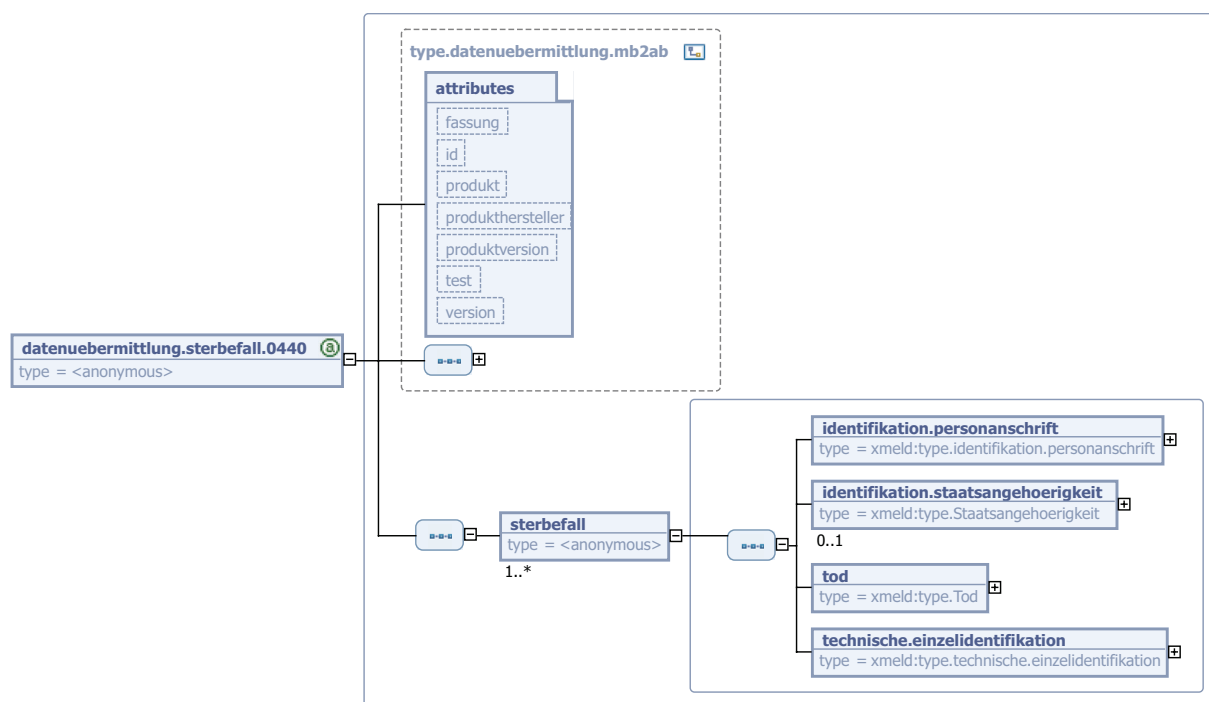 type.datenuebermittlung.mb2ab
attributes
fassung
id
produkt
produkthersteller
produktversion
test
version
datenuebermittlung.sterbefall.0440 a
type = <anonymous>
identifikation.personanschrift
type = xmeld:type.identifikation.personanschrift
identifikation.staatsangehoerigkeit
type = xmeld:type.Staatsangehoerigkeit
0..1
sterbefall
type = <anonymous>
1..*
tod
type = xmeld:type.Tod
technische.einzelidentifikation
type = xmeld:type.technische.einzelidentifikation